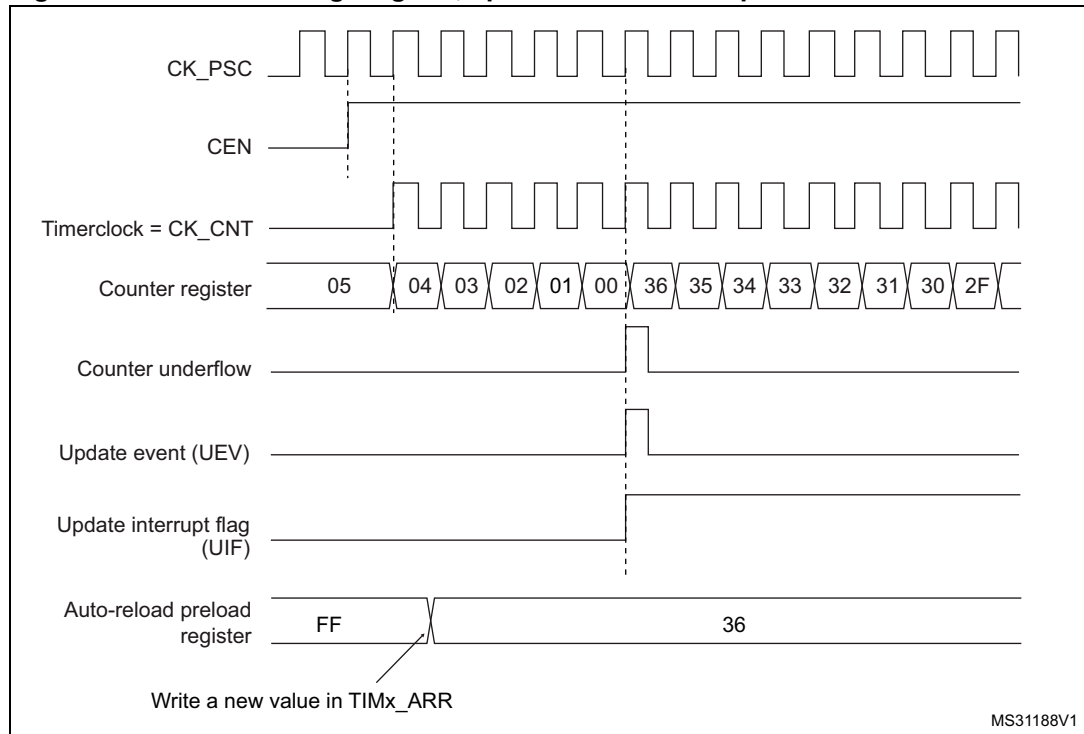 CK_PSC
CEN
Timerclock = CK_CNT
Counter register 05 04 03 02 01 00 36 35 34 33 32 31 30 2F
Counter underflow
Update event (UEV)
Update interrupt flag
(UIF)
Auto-reload preload
register FF 36
Write a new value in TIMx_ARR
MS31188V1